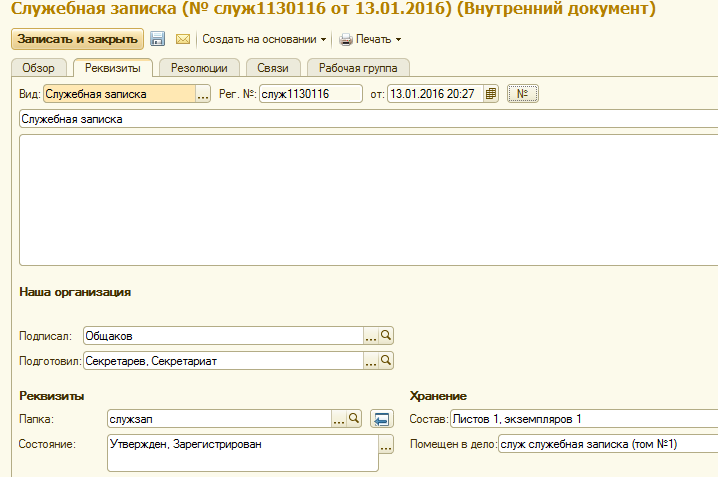 Служебная записка (№ служ1130116 от 13.01.2016) (Внутренний документ)
Записать и закрыть Создать на основании Печать
Обзор Реквизиты Резолюции Связи Рабочая группа
Вид: Служебная записка ... Рег. №: служ1130116 от: 13.01.2016 20:27 №
Служебная записка
Наша организация
Подписал: Общаков ...
Подготовил: Секретарев, Секретариат ...
Реквизиты Хранение
Папка: служзап ... Состав: Листов 1, экземпляров 1
Состояние: Утвержден, Зарегистрирован ... Помещен в дело: служ служебная записка (том №1)